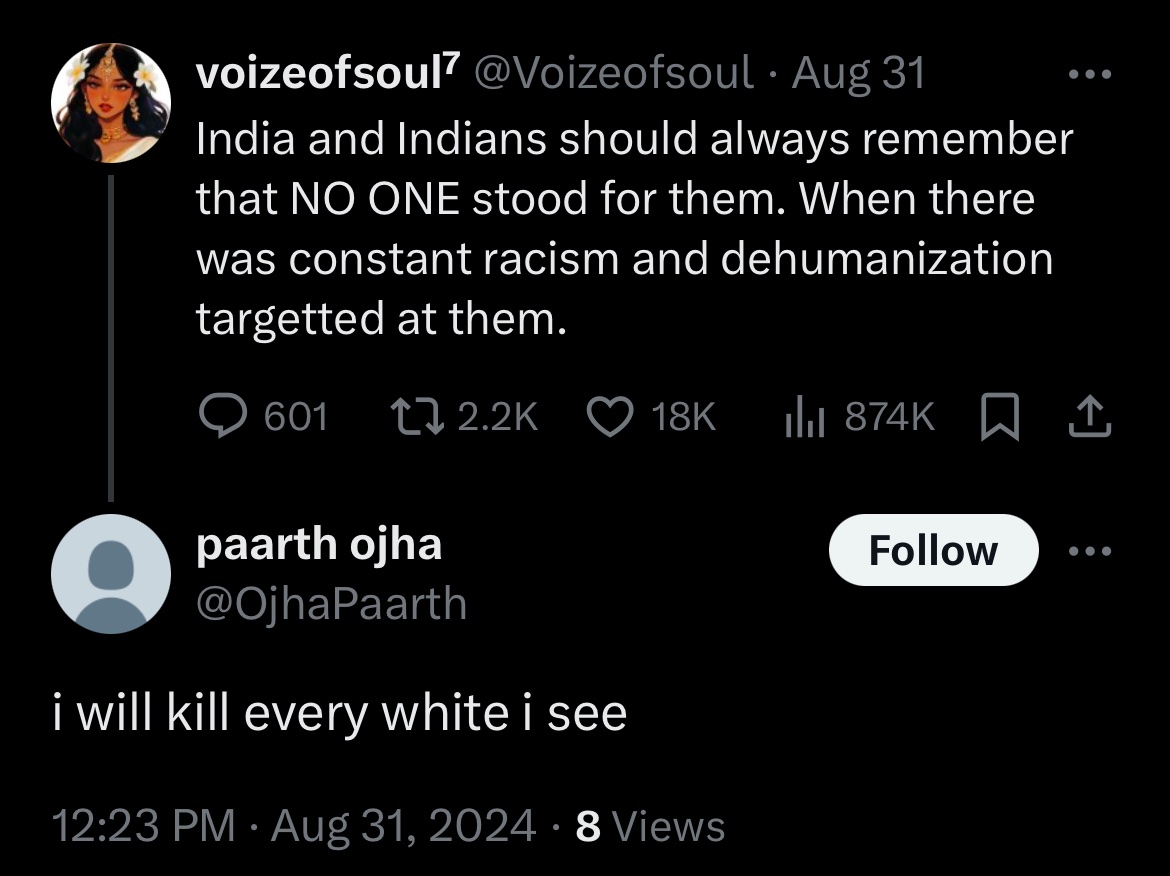 voizeofsoul⁷ @Voizeofsoul · Aug 31
India and Indians should always remember
that NO ONE stood for them. When there
was constant racism and dehumanization
targetted at them.
601 2.2K 18K 874K
paarth ojha
Follow
@OjhaPaarth
i will kill every white i see
12:23 PM · Aug 31, 2024 · 8 Views